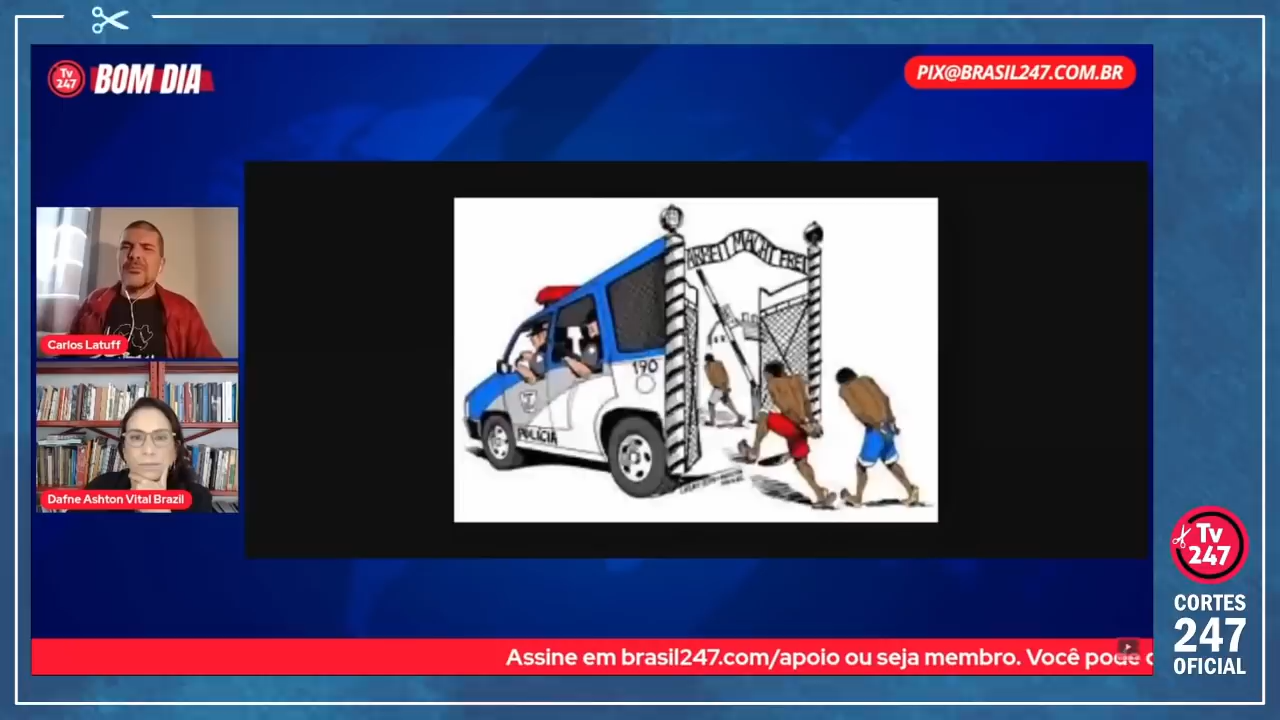 Tv
247
BOM DIA
PIX@BRASIL247.COM.BR
ARBEIT MACHT FREI
190
POLÍCIA
Carlos Latuff
Dafne Ashton Vital Brazil
Assine em brasil247.com/apoio ou seja membro. Você pode
Tv
247
CORTES
247
OFICIAL